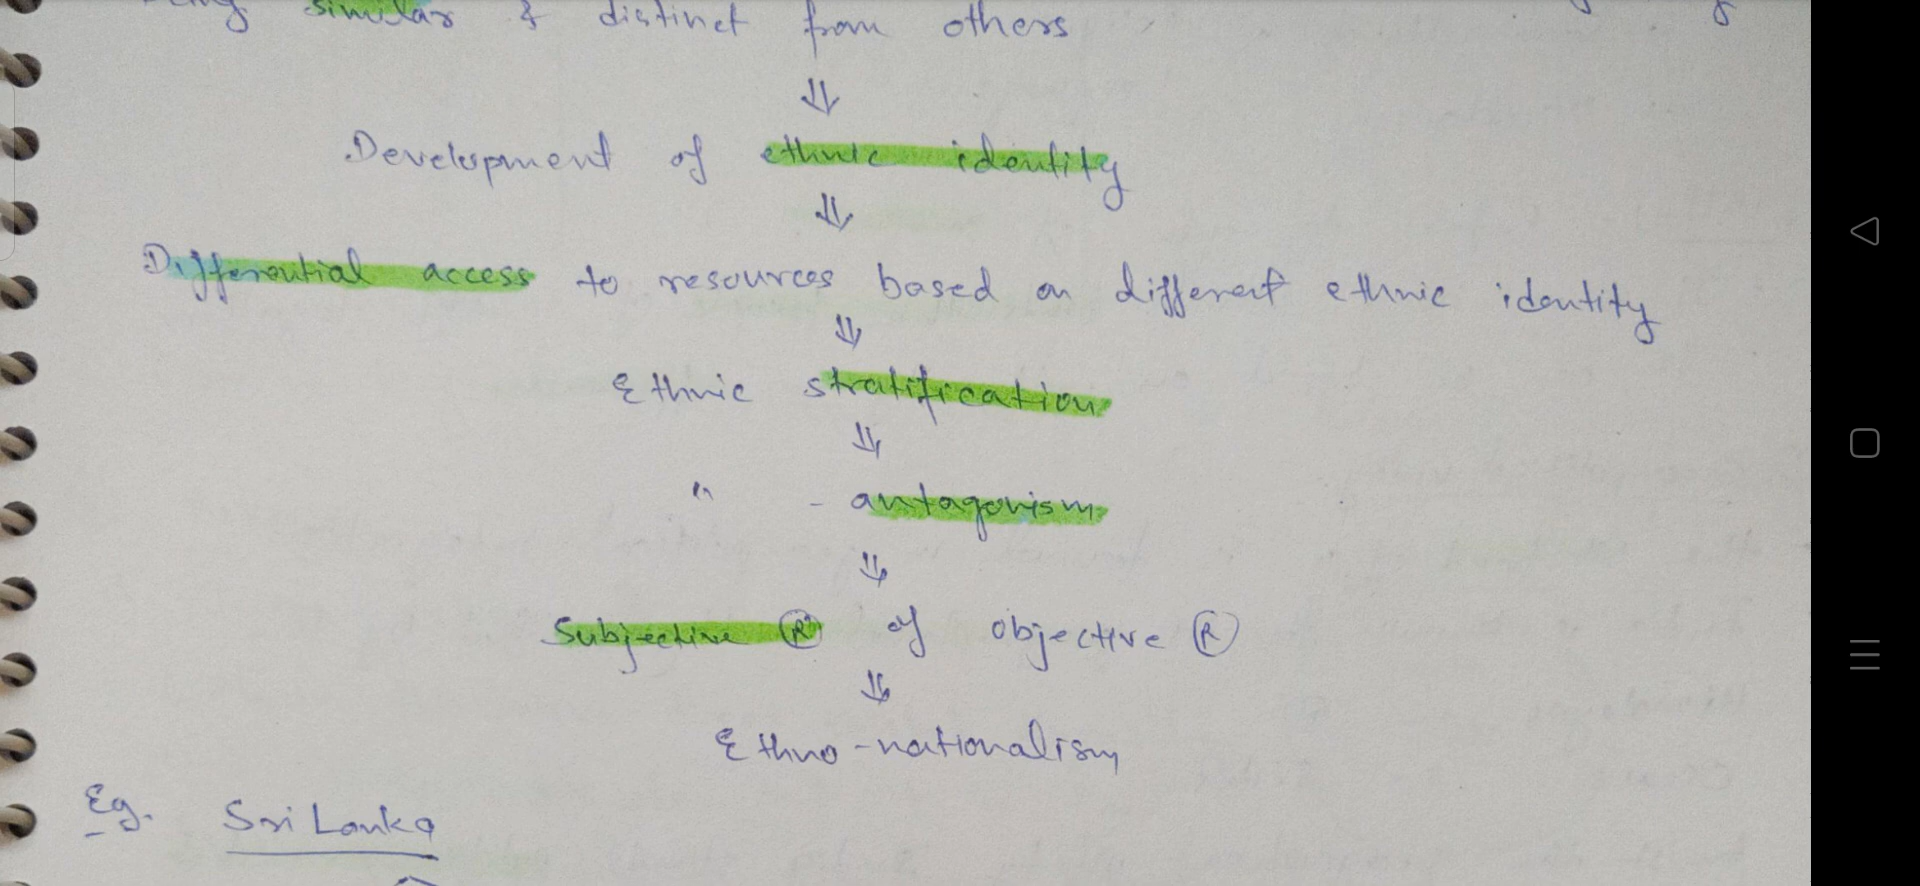 similar & distinct from others
⇓
Development of ethnic identity
⇓
Differential access to resources based on different ethnic identity
⇓
Ethnic stratification
⇓
" - antagonism
⇓
Subjective Ⓡ of objective Ⓡ
⇓
Ethno-nationalism
Eg. Sri Lanka